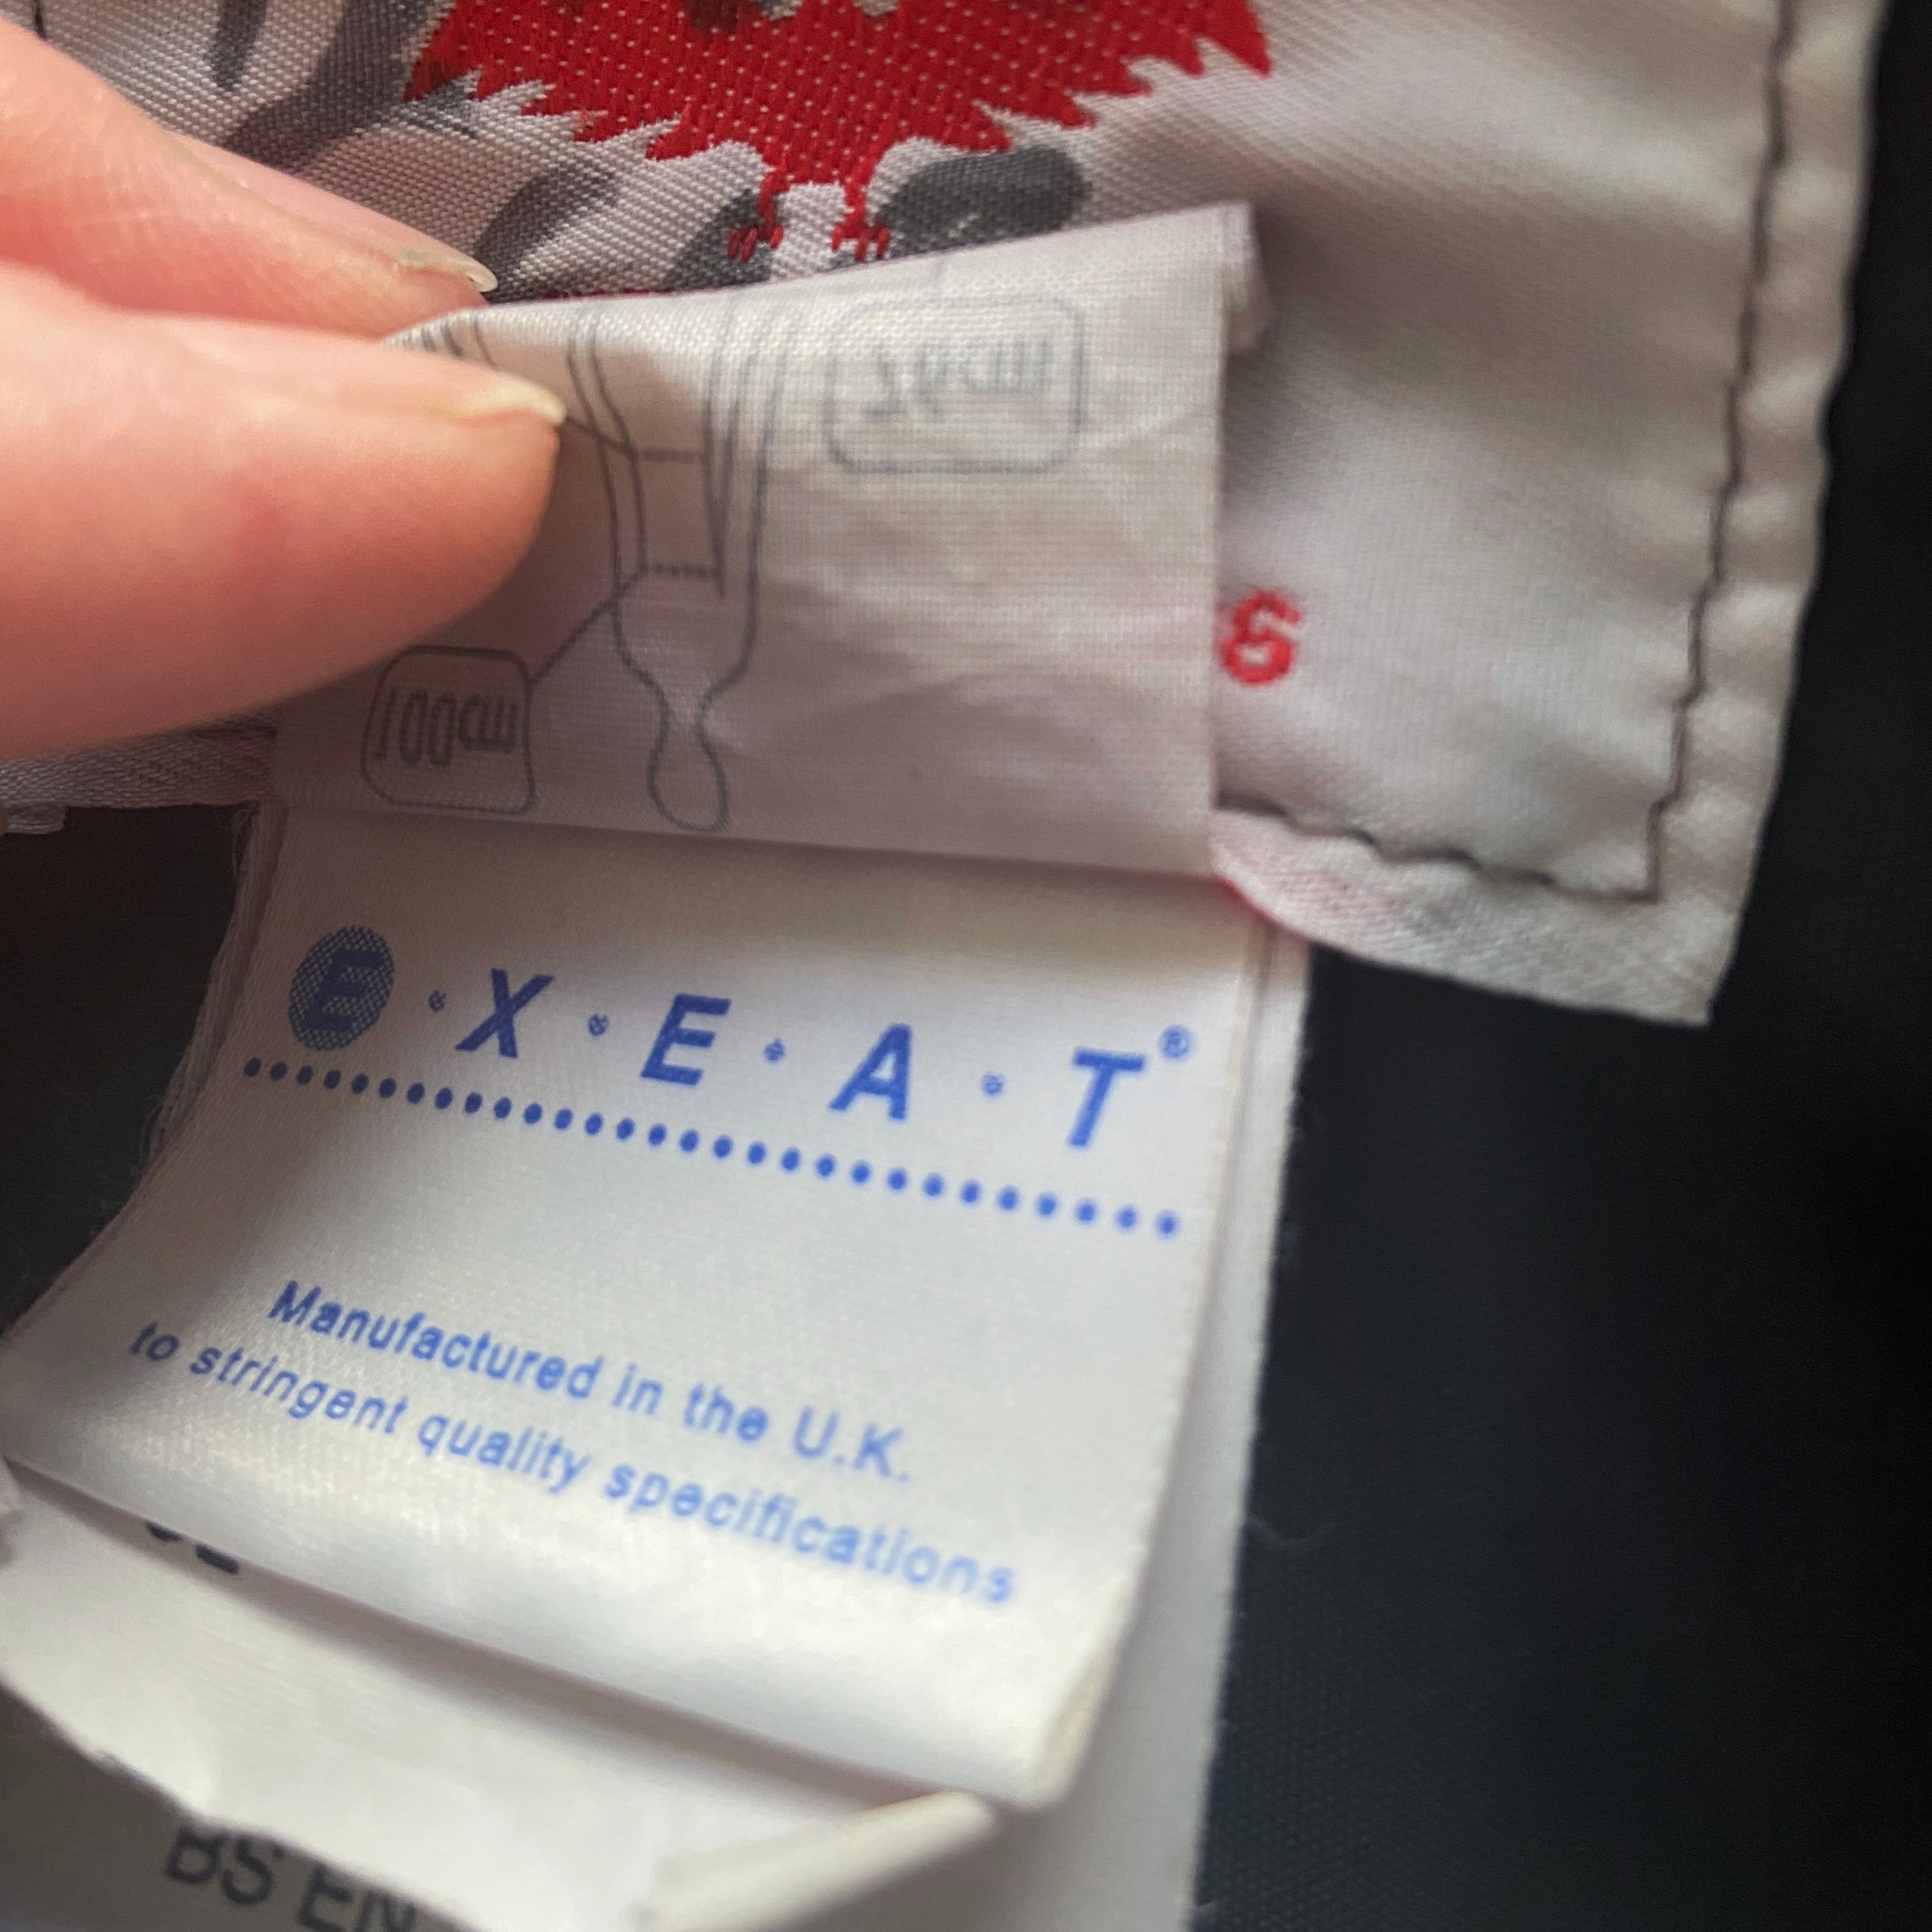 100cm
E·X·E·A·T®
Manufactured in the U.K.
to stringent quality specifications
BS EN